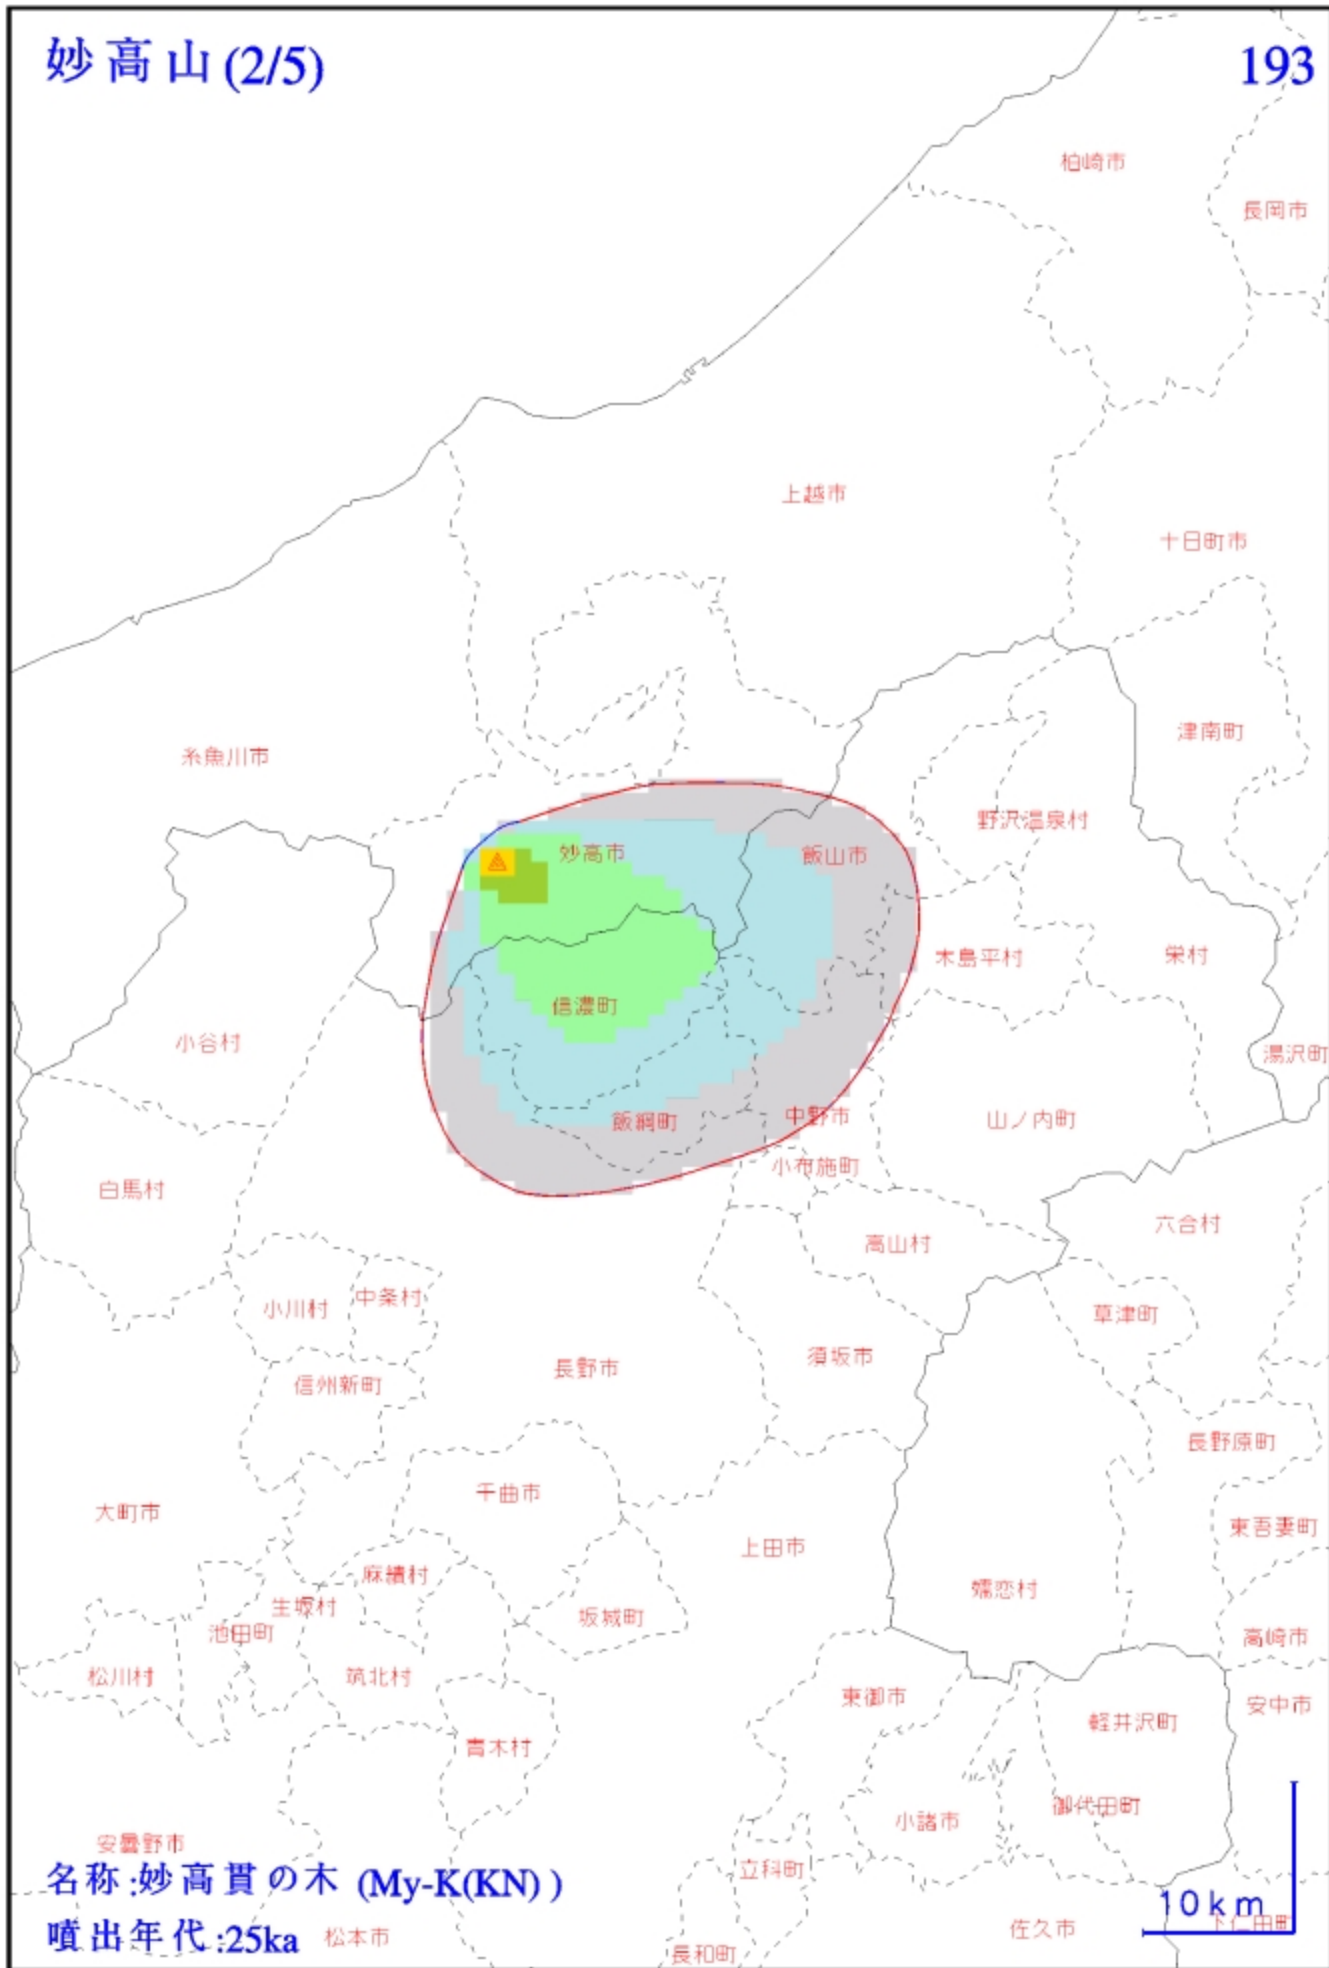 妙高山(2/5)
193
柏崎市
長岡市
上越市
十日町市
津南町
糸魚川市
野沢温泉村
妙高市
飯山市
木島平村
栄村
信濃町
小谷村
湯沢町
飯綱町
中野市
山ノ内町
小布施町
白馬村
六合村
高山村
小川村
中条村
草津町
長野市
須坂市
信州新町
長野原町
千曲市
大町市
東吾妻町
上田市
麻績村
嬬恋村
生坂村
坂城町
池田町
高崎市
松川村
筑北村
東御市
安中市
軽井沢町
青木村
御代田町
小諸市
安曇野市
立科町
名称:妙高貫の木 (My-K(KN) )
10km
下仁田町
佐久市
噴出年代:25ka
松本市
長和町